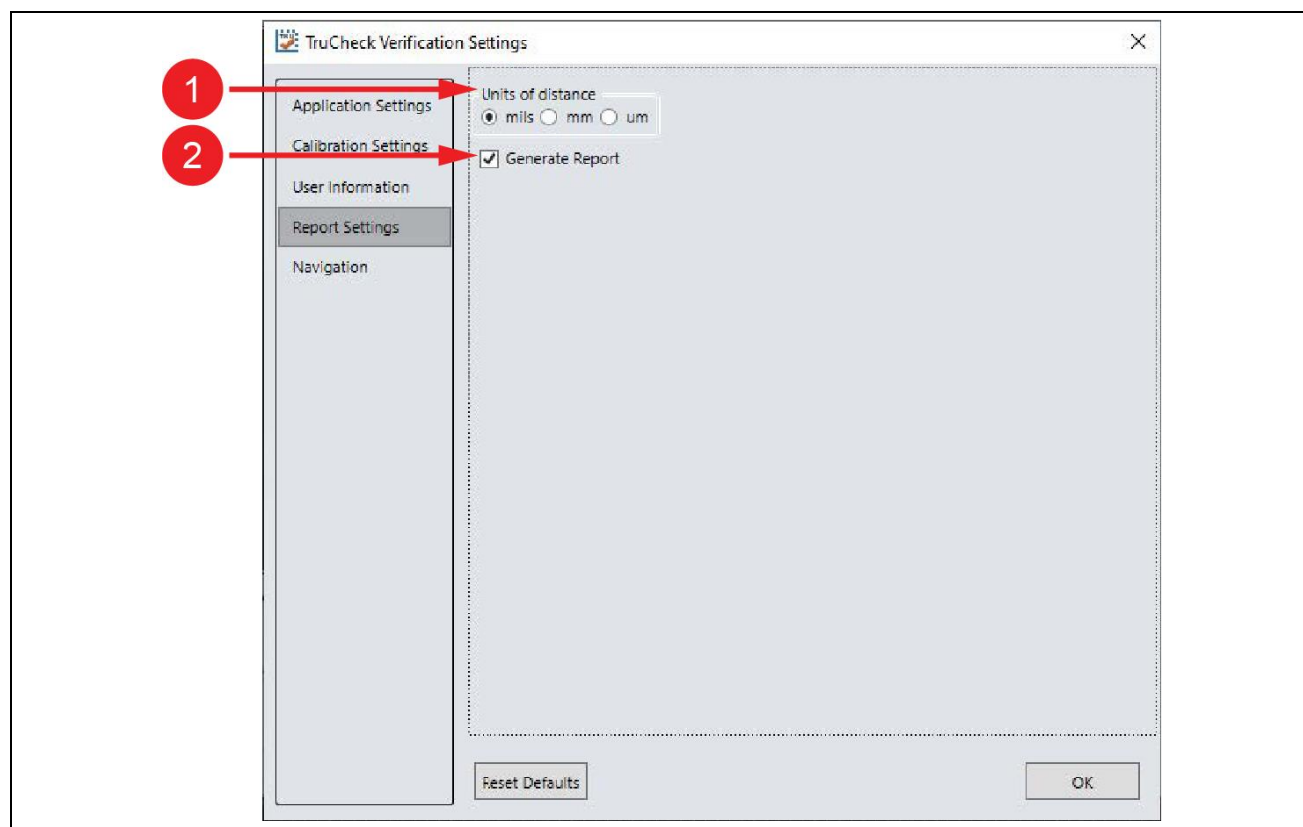 TruCheck Verification Settings
1
Units of distance
Application Settings
mils mm um
2
Calibration Settings
Generate Report
User Information
Report Settings
Navigation
Reset Defaults
OK